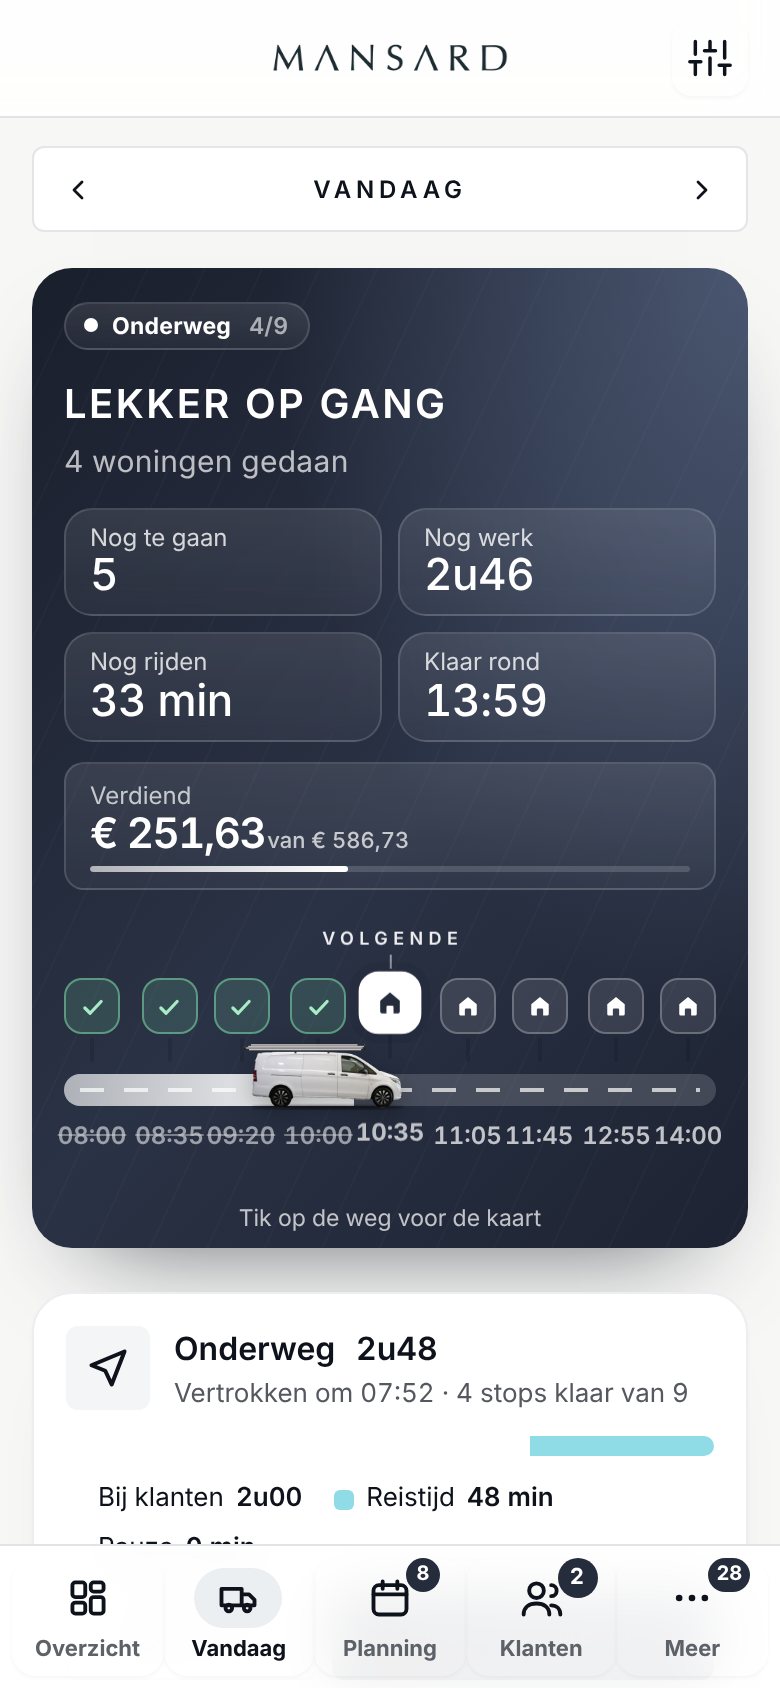 MANSARD
VANDAAG
Onderweg 4/9
LEKKER OP GANG
4 woningen gedaan
Nog te gaan
5
Nog werk
2u46
Nog rijden
33 min
Klaar rond
13:59
Verdiend
€ 251,63 van € 586,73
VOLGENDE
08:00 08:35 09:20 10:00 10:35 11:05 11:45 12:55 14:00
Tik op de weg voor de kaart
Onderweg 2u48
Vertrokken om 07:52 · 4 stops klaar van 9
Bij klanten 2u00 Reistijd 48 min
Pauze 0 min
8 2 28
Overzicht Vandaag Planning Klanten Meer